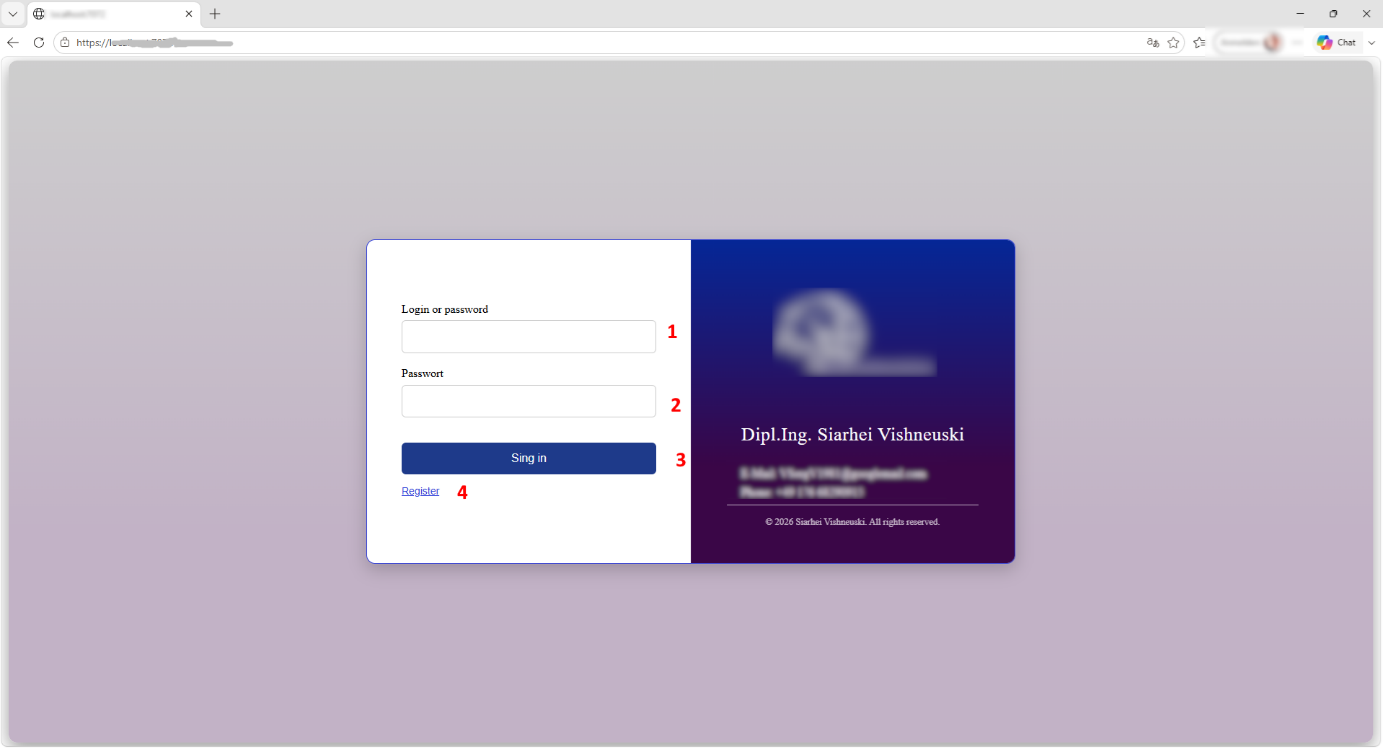 https://
Chat
Login or password
1
Passwort
2
Sing in
3
Register
4
Dipl.Ing. Siarhei Vishneuski
© 2026 Siarhei Vishneuski. All rights reserved.